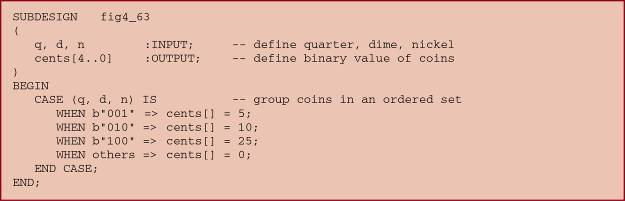 SUBDESIGN   fig4_63
(
   q, d, n          :INPUT;     -- define quarter, dime, nickel
   cents[4..0]      :OUTPUT;    -- define binary value of coins
)
BEGIN
   CASE (q, d, n) IS           -- group coins in an ordered set
      WHEN b"001" => cents[] = 5;
      WHEN b"010" => cents[] = 10;
      WHEN b"100" => cents[] = 25;
      WHEN others => cents[] = 0;
   END CASE;
END;